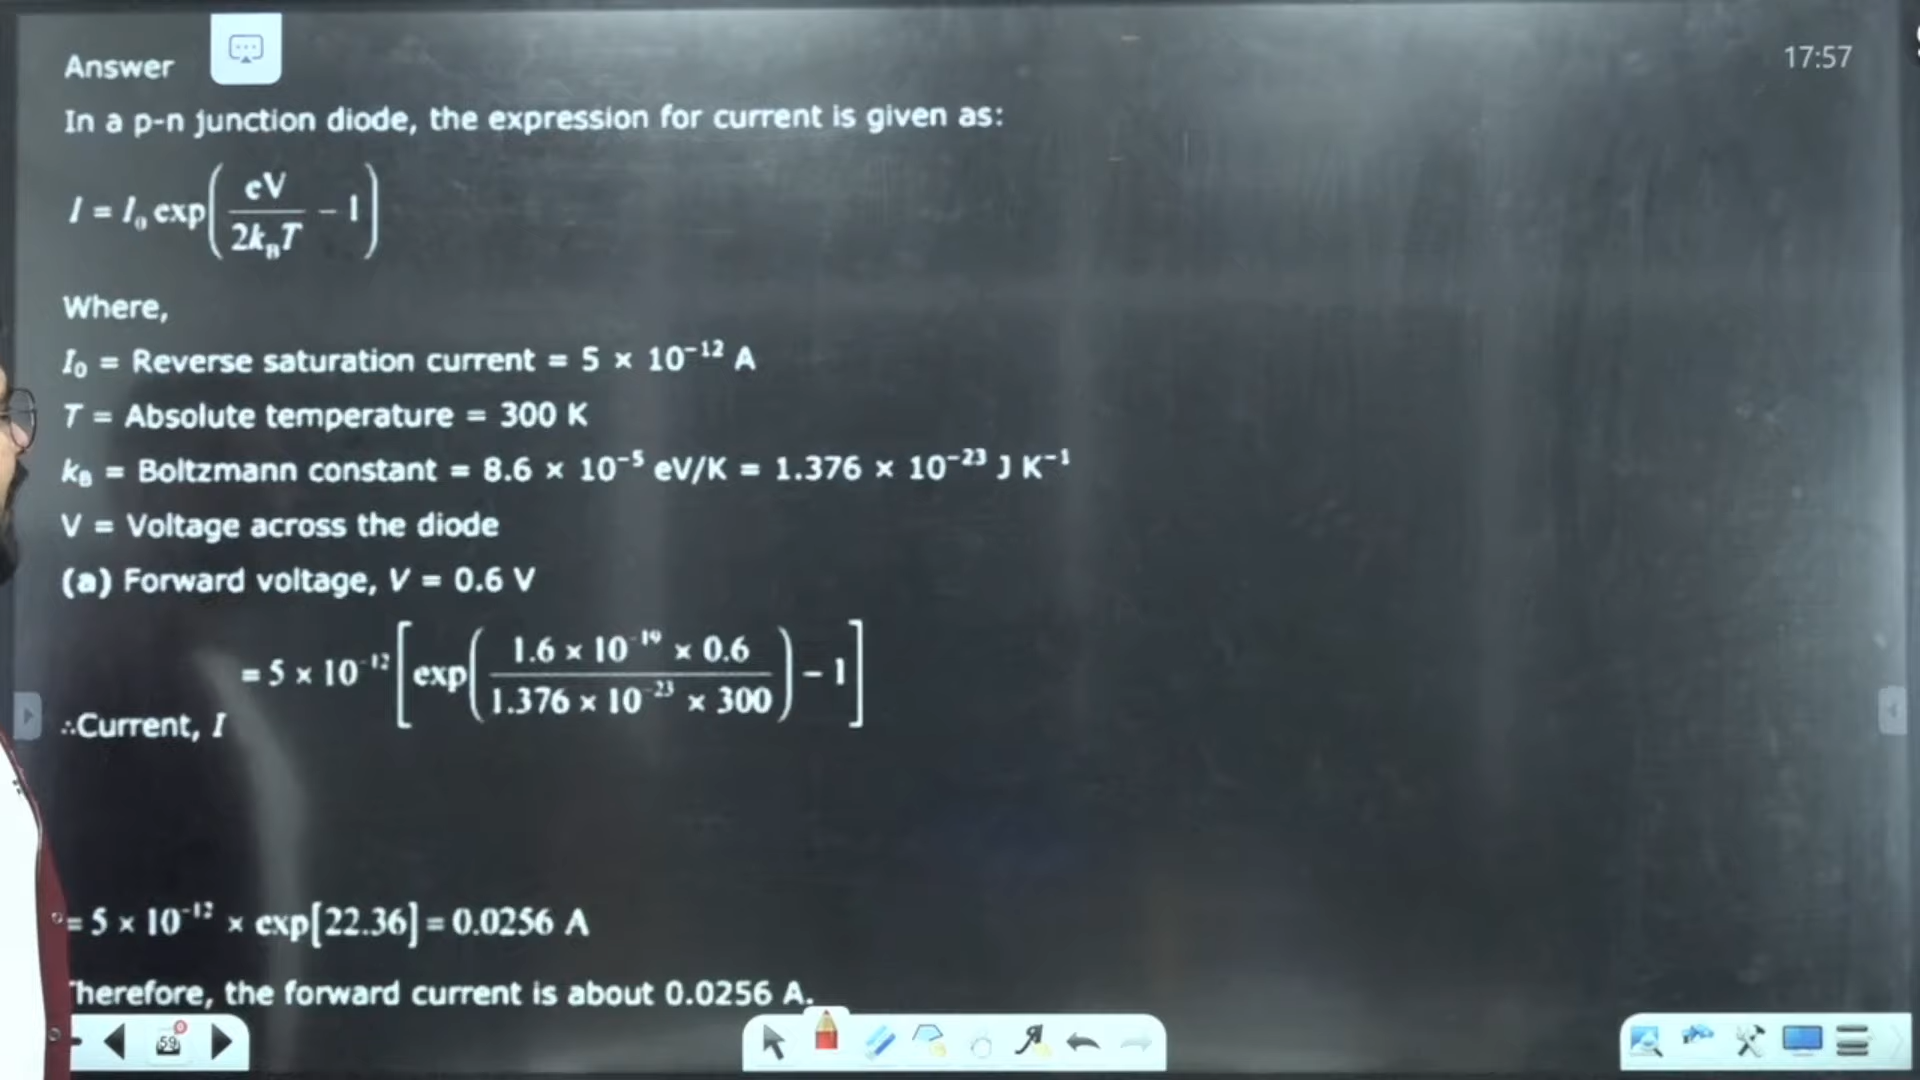 Answer
17:57
In a p-n junction diode, the expression for current is given as:
I = I₀ exp(eV/2k_BT − 1)
Where,
I₀ = Reverse saturation current = 5 × 10⁻¹² A
T = Absolute temperature = 300 K
k_B = Boltzmann constant = 8.6 × 10⁻⁵ eV/K = 1.376 × 10⁻²³ J K⁻¹
V = Voltage across the diode
(a) Forward voltage, V = 0.6 V
∴Current, I = 5 × 10⁻¹² [exp(1.6 × 10⁻¹⁹ × 0.6/1.376 × 10⁻²³ × 300) − 1]
= 5 × 10⁻¹² × exp[22.36] = 0.0256 A
herefore, the forward current is about 0.0256 A.
59